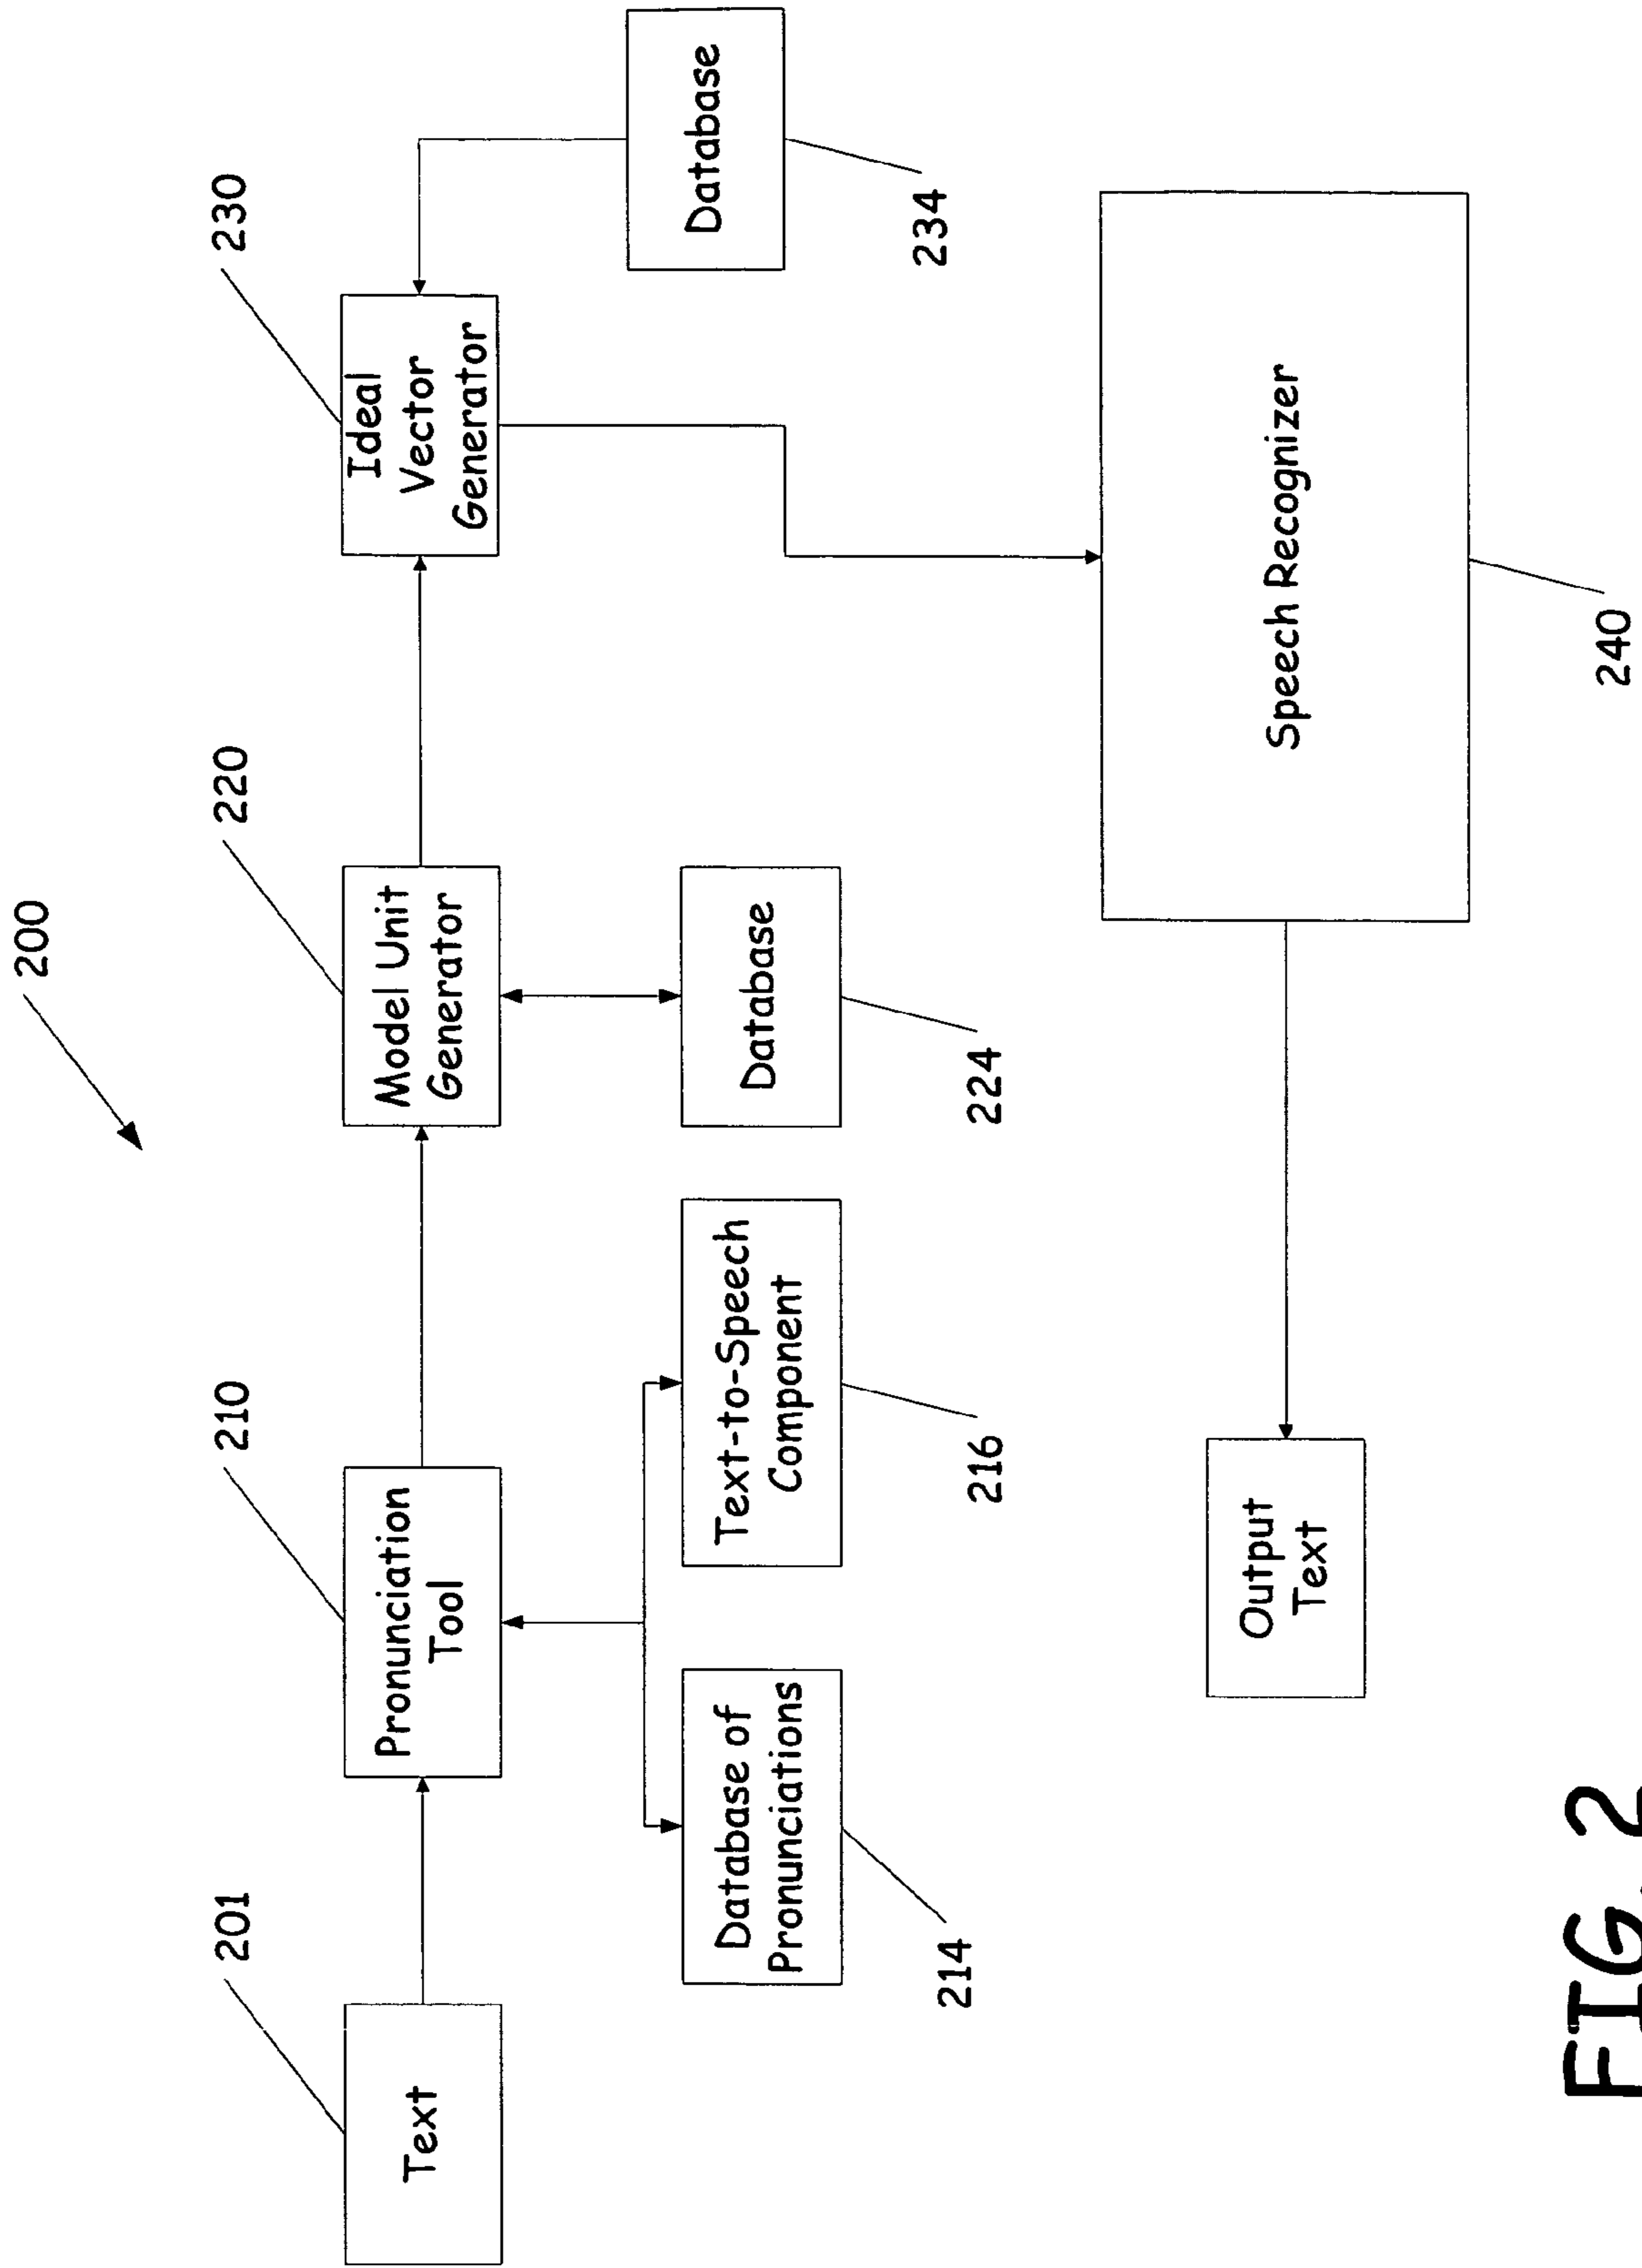 200
201
210
220
230
Text
Pronunciation
Tool
Model Unit
Generator
Ideal
Vector
Generator
Database of
Pronunciations
Text-to-Speech
Component
Database
Database
214
216
224
234
Output
Text
Speech Recognizer
240
FIG. 2